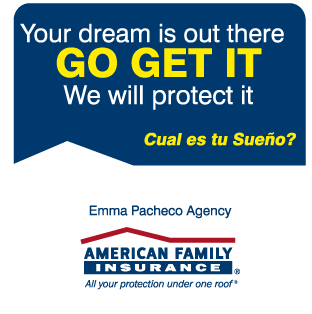 Your dream is out there
GO GET IT
We will protect it
Cual es tu Sueño?
Emma Pacheco Agency
AMERICAN FAMILY
INSURANCE ®
All your protection under one roof ®